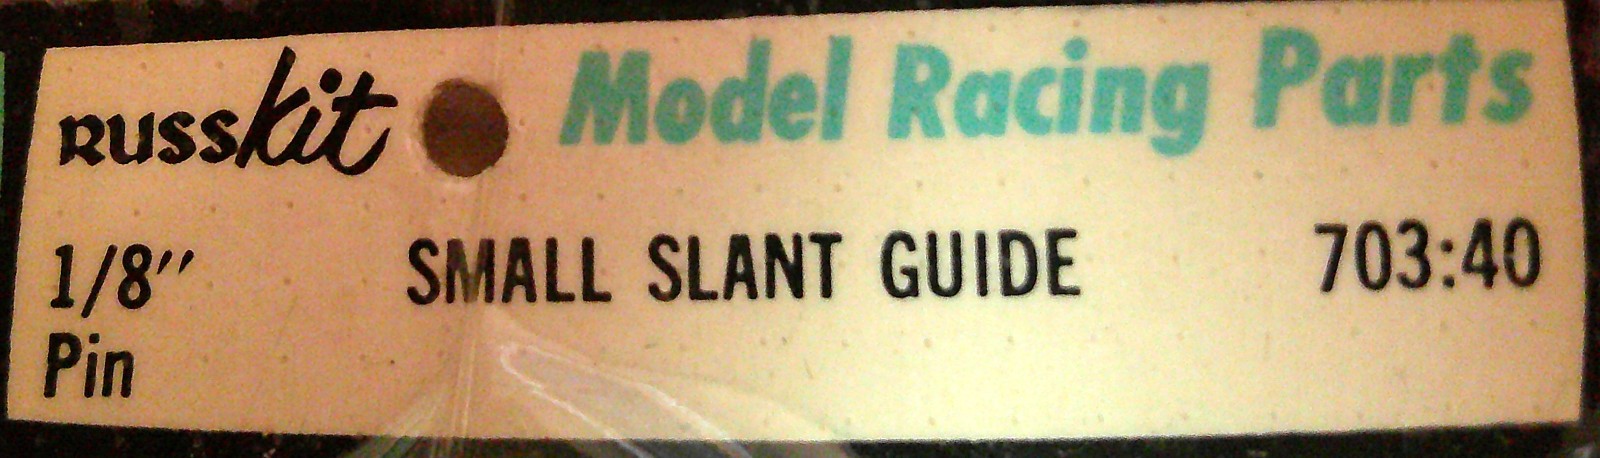 RUSSkit Model Racing Parts
1/8" SMALL SLANT GUIDE 703:40
Pin